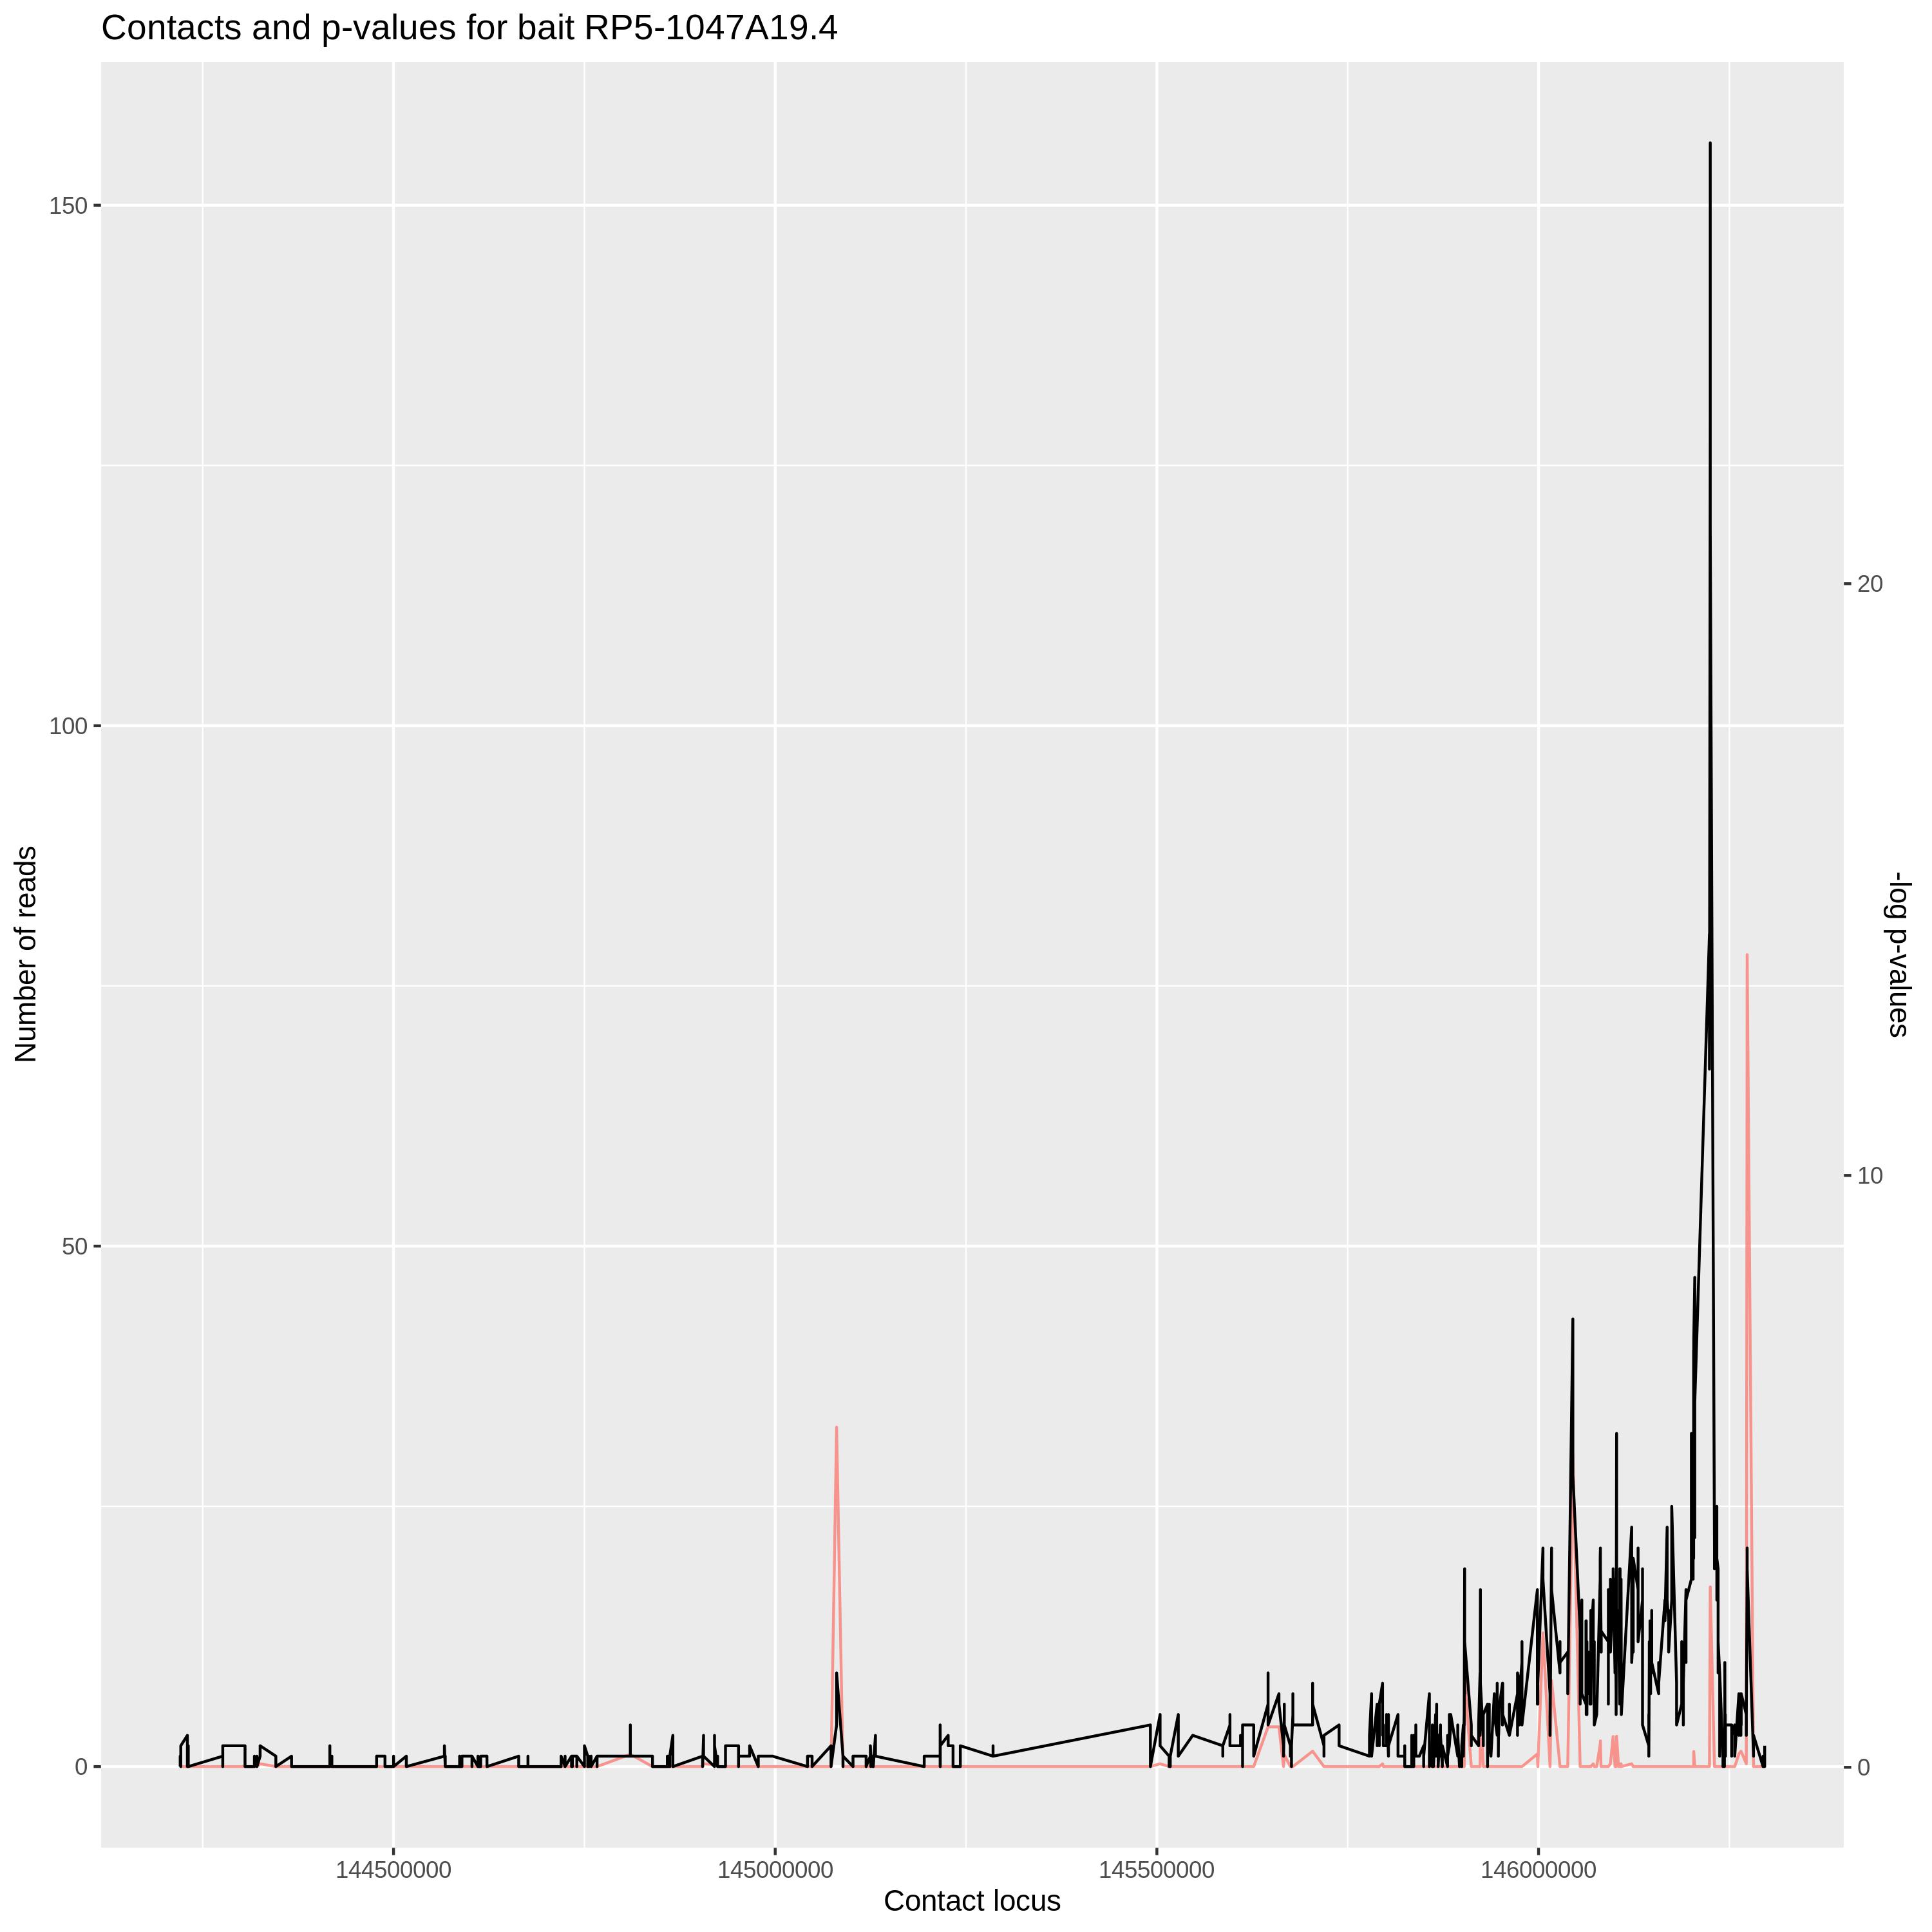 Contacts and p-values for bait RP5-1047A19.4
150
100
50
0
Number of reads
20
10
0
-log p-values
144500000
145000000
145500000
146000000
Contact locus